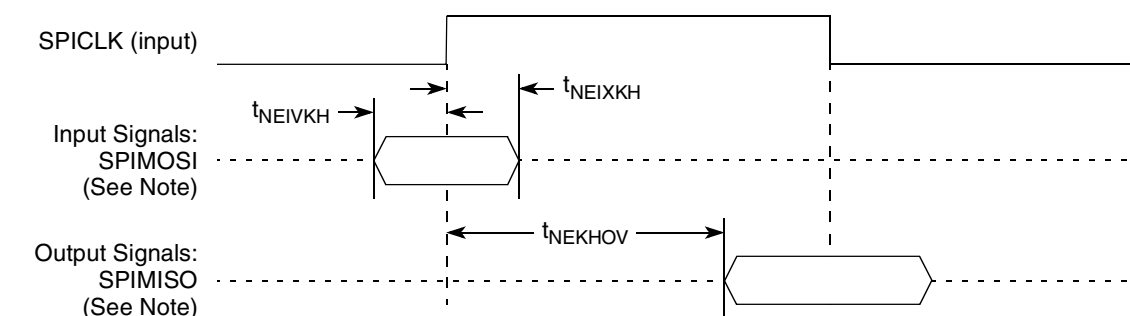 SPICLK (input)
tNEIXKH
tNEIVKH
Input Signals:
SPIMOSI
(See Note)
tNEKHOV
Output Signals:
SPIMISO
(See Note)